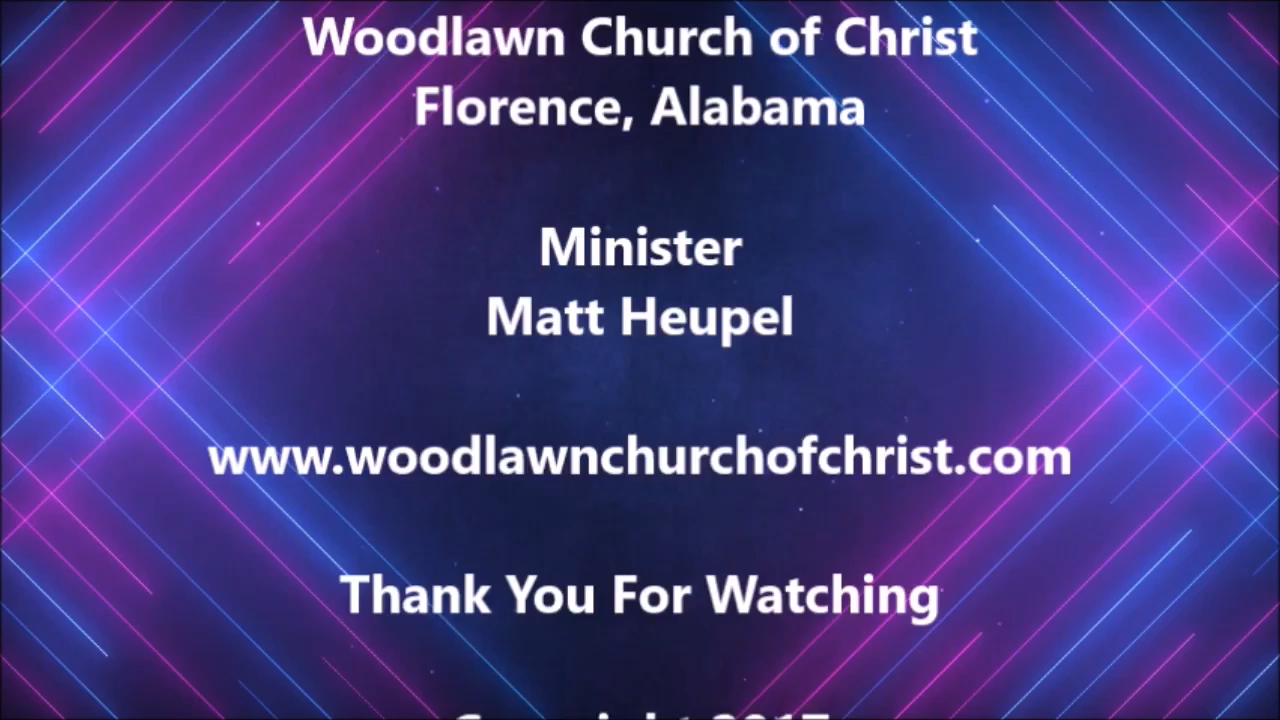 Woodlawn Church of Christ
Florence, Alabama
Minister
Matt Heupel
www.woodlawnchurchofchrist.com
Thank You For Watching